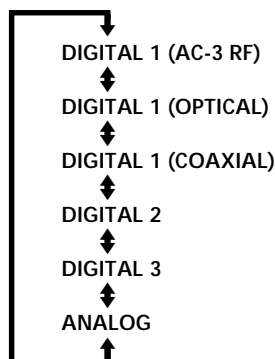 DIGITAL 1 (AC-3 RF)
DIGITAL 1 (OPTICAL)
DIGITAL 1 (COAXIAL)
DIGITAL 2
DIGITAL 3
ANALOG